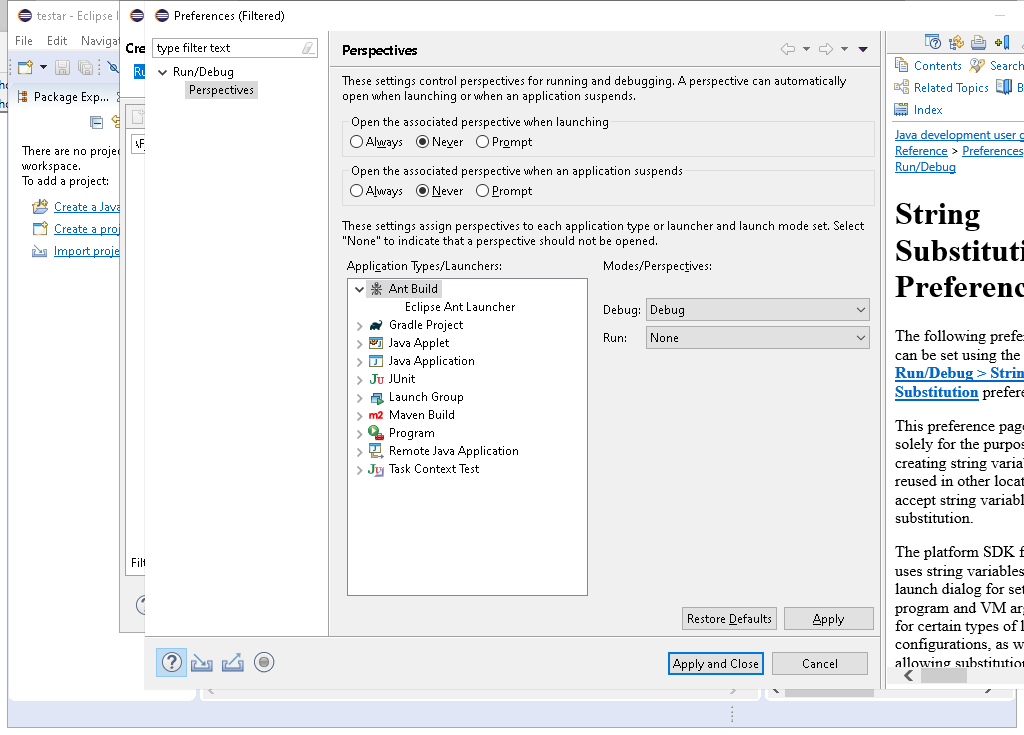 testar - Eclipse I
Preferences (Filtered)
File Edit Navigat
Cre
type filter text
Run/Debug
Perspectives
Package Exp...
There are no projec
workspace.
To add a project:
Create a Java
Create a proj
Import proje
Perspectives
These settings control perspectives for running and debugging. A perspective can automatically
open when launching or when an application suspends.
Open the associated perspective when launching
Always Never Prompt
Open the associated perspective when an application suspends
Always Never Prompt
These settings assign perspectives to each application type or launcher and launch mode set. Select
"None" to indicate that a perspective should not be opened.
Application Types/Launchers:
Modes/Perspectives:
Ant Build
Eclipse Ant Launcher
Gradle Project
Java Applet
Java Application
JUnit
Launch Group
Maven Build
Program
Remote Java Application
Task Context Test
Debug: Debug
Run: None
Filt
Restore Defaults
Apply
Apply and Close
Cancel
Contents Search
Related Topics B
Index
Java development user g
Reference > Preferences
Run/Debug
String
Substituti
Preferenc
The following prefer
can be set using the
Run/Debug > Strin
Substitution prefere
This preference page
solely for the purpos
creating string varial
reused in other locat
accept string variabl
substitution.
The platform SDK f
uses string variables
launch dialog for set
program and VM arg
for certain types of l
configurations, as w
allowing substitutio